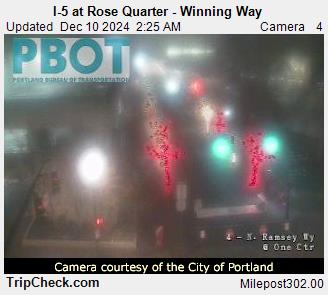 I-5 at Rose Quarter - Winning Way
Updated Dec 10 2024 2:25 AM Camera 4
PBOT
PORTLAND BUREAU OF TRANSPORTATION
4 - N. Ramsey Wy
@ One Ctr
Camera courtesy of the City of Portland
TripCheck.com Milepost302.00